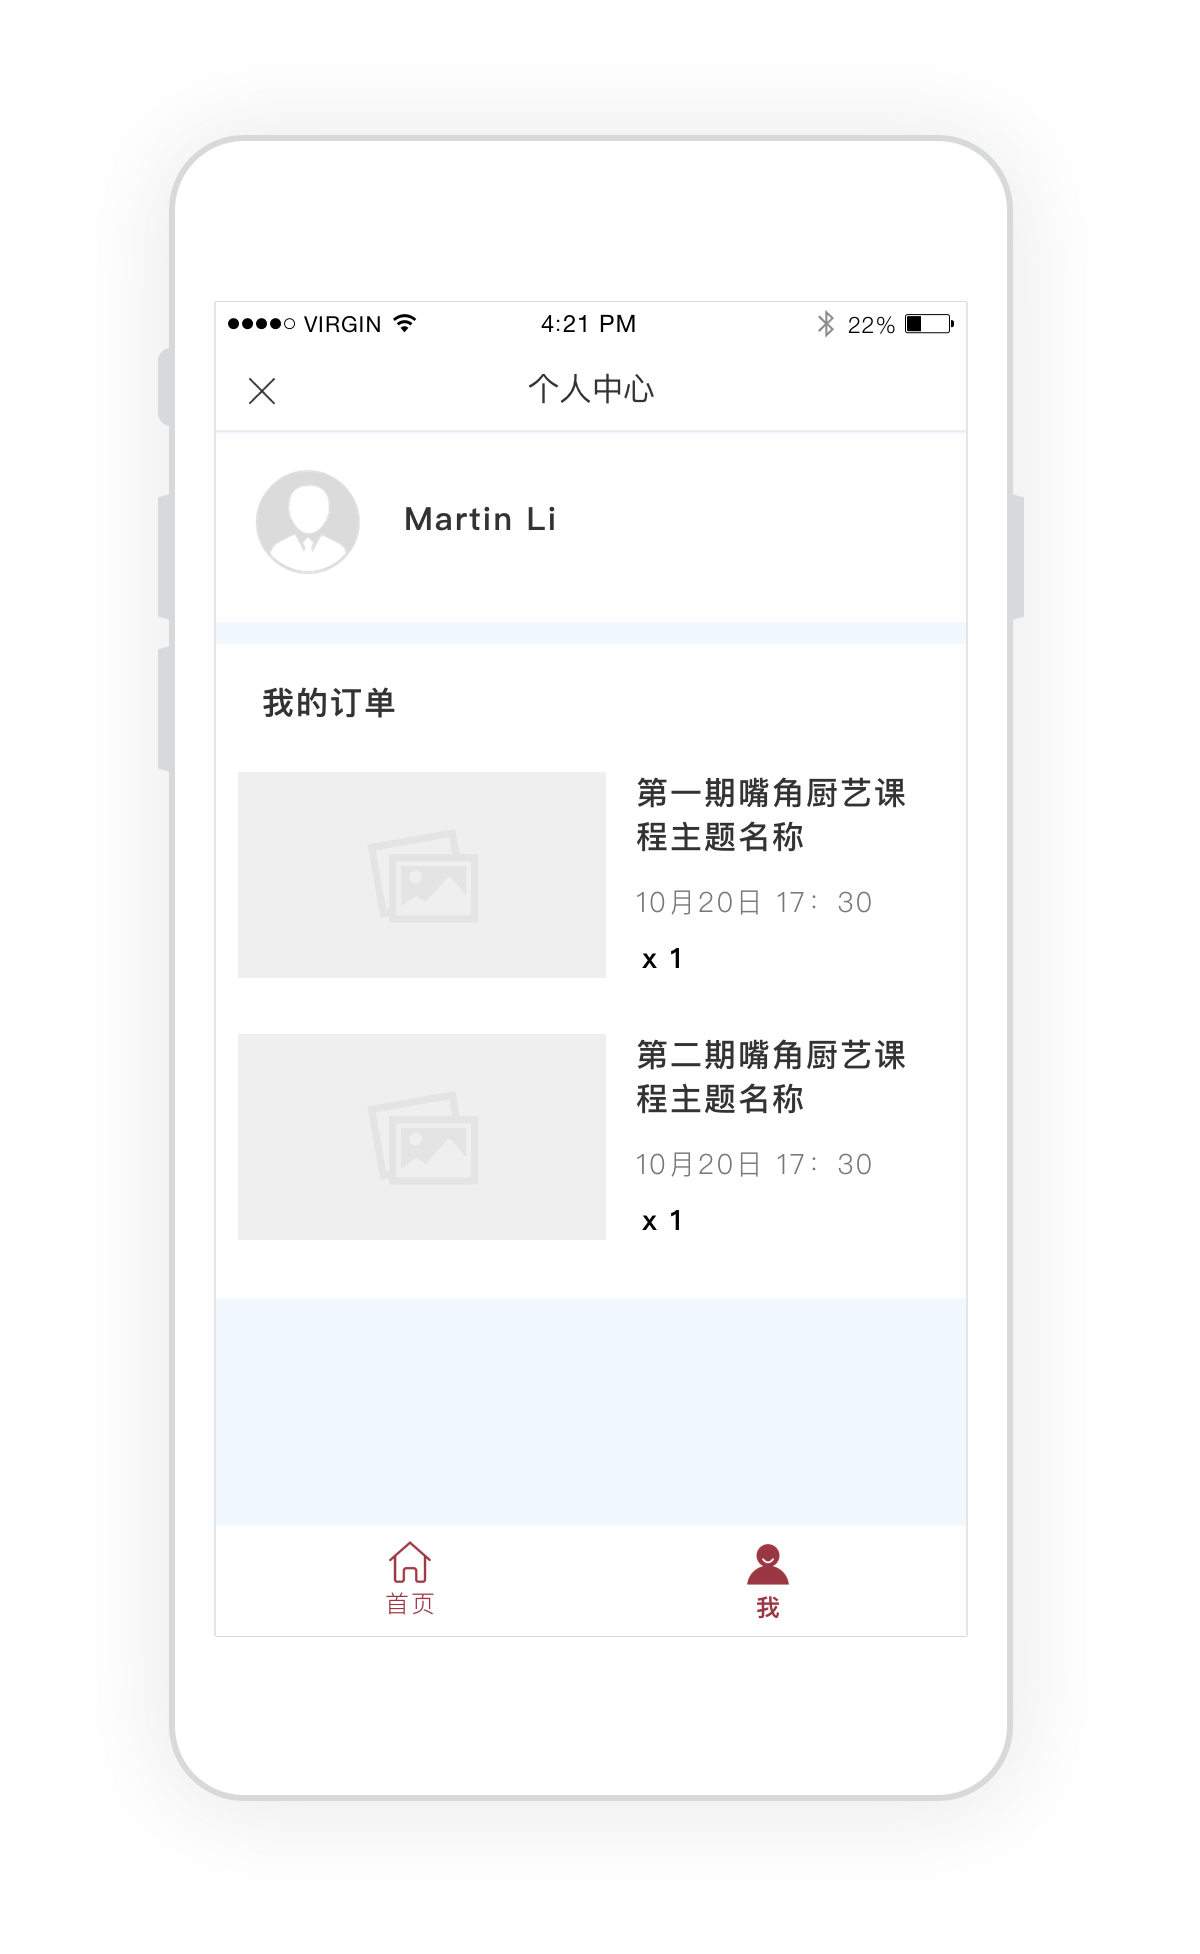 VIRGIN 4:21 PM 22%
个人中心
Martin Li
我的订单
第一期嘴角厨艺课
程主题名称
10月20日 17：30
x 1
第二期嘴角厨艺课
程主题名称
10月20日 17：30
x 1
首页 我